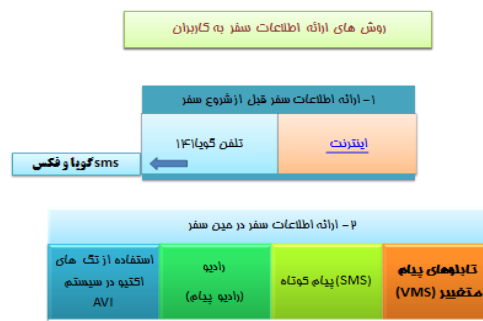 روش های ارائه اطلاعات سفر به کاربران
۱- ارائه اطلاعات سفر قبل از شروع سفر
اینترنت
تلفن گویا۱۴۱
sms گویا و فکس
۲- ارائه اطلاعات سفر در حین سفر
تابلوهای پیام
متغییر (VMS)
(SMS) پیام کوتاه
رادیو
(رادیو پیام)
استفاده از تگ های
اکتیو در سیستم
AVI